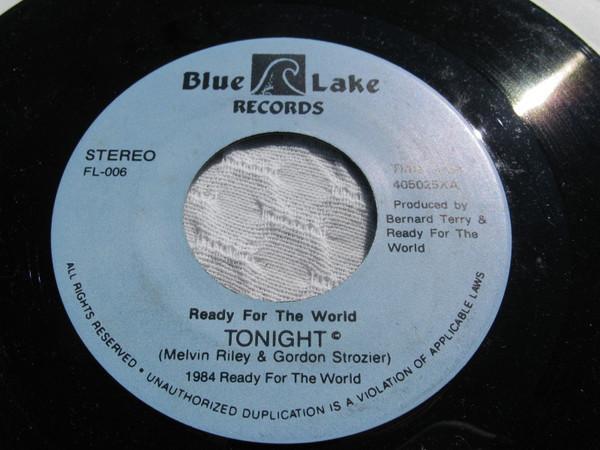 Blue Lake
RECORDS
STEREO
FL-006
405025XA
Produced by
Bernard Terry &
Ready For The
World
Ready For The World
TONIGHT ©
(Melvin Riley & Gordon Strozier)
1984 Ready For The World
ALL RIGHTS RESERVED • UNAUTHORIZED DUPLICATION IS A VIOLATION OF APPLICABLE LAWS